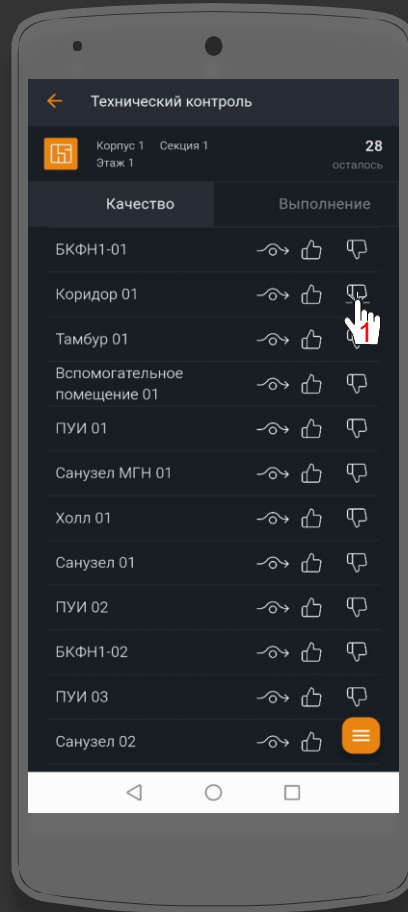 Технический контроль
Корпус 1 Секция 1
28
Этаж 1
осталось
Качество
Выполнение
БКФН1-01
Коридор 01
1
Тамбур 01
Вспомогательное
помещение 01
ПУИ 01
Санузел МГН 01
Холл 01
Санузел 01
ПУИ 02
БКФН1-02
ПУИ 03
Санузел 02